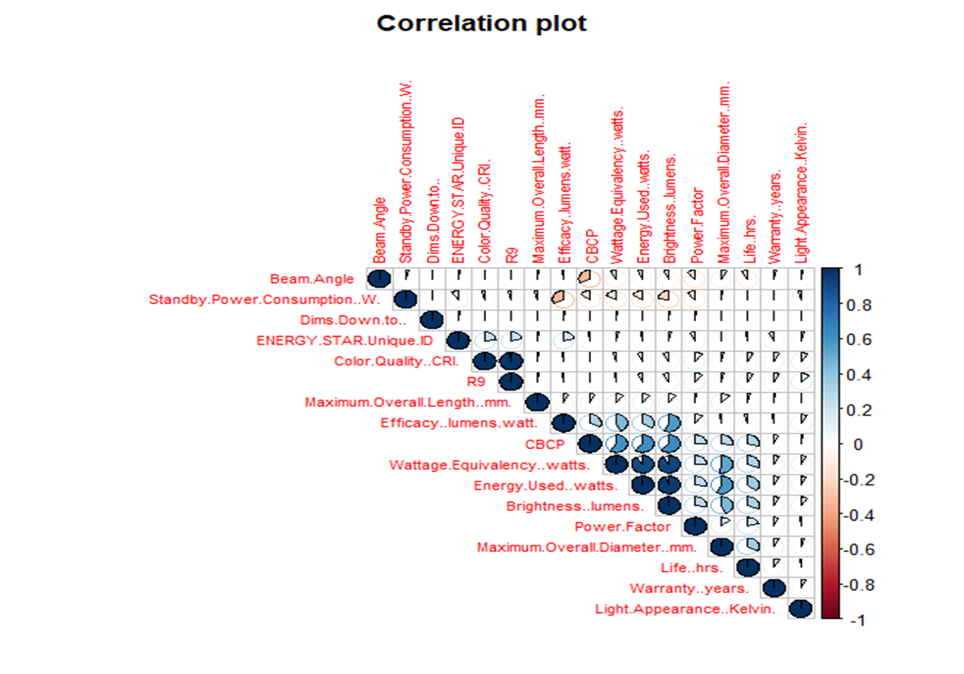 Correlation plot
Beam.Angle
Standby.Power.Consumption..W.
Dims.Down.to..
ENERGY.STAR.Unique.ID
Color.Quality..CRI.
R9
Maximum.Overall.Length..mm.
Efficacy..lumens.watt.
CBCP
Wattage.Equivalency..watts.
Energy.Used..watts.
Brightness..lumens.
Power.Factor
Maximum.Overall.Diameter..mm.
Life..hrs.
Warranty..years.
Light.Appearance..Kelvin.
Beam.Angle
Standby.Power.Consumption..W.
Dims.Down.to..
ENERGY.STAR.Unique.ID
Color.Quality..CRI.
R9
Maximum.Overall.Length..mm.
Efficacy..lumens.watt.
CBCP
Wattage.Equivalency..watts.
Energy.Used..watts.
Brightness..lumens.
Power.Factor
Maximum.Overall.Diameter..mm.
Life..hrs.
Warranty..years.
Light.Appearance..Kelvin.
1
0.8
0.6
0.4
0.2
0
-0.2
-0.4
-0.6
-0.8
-1